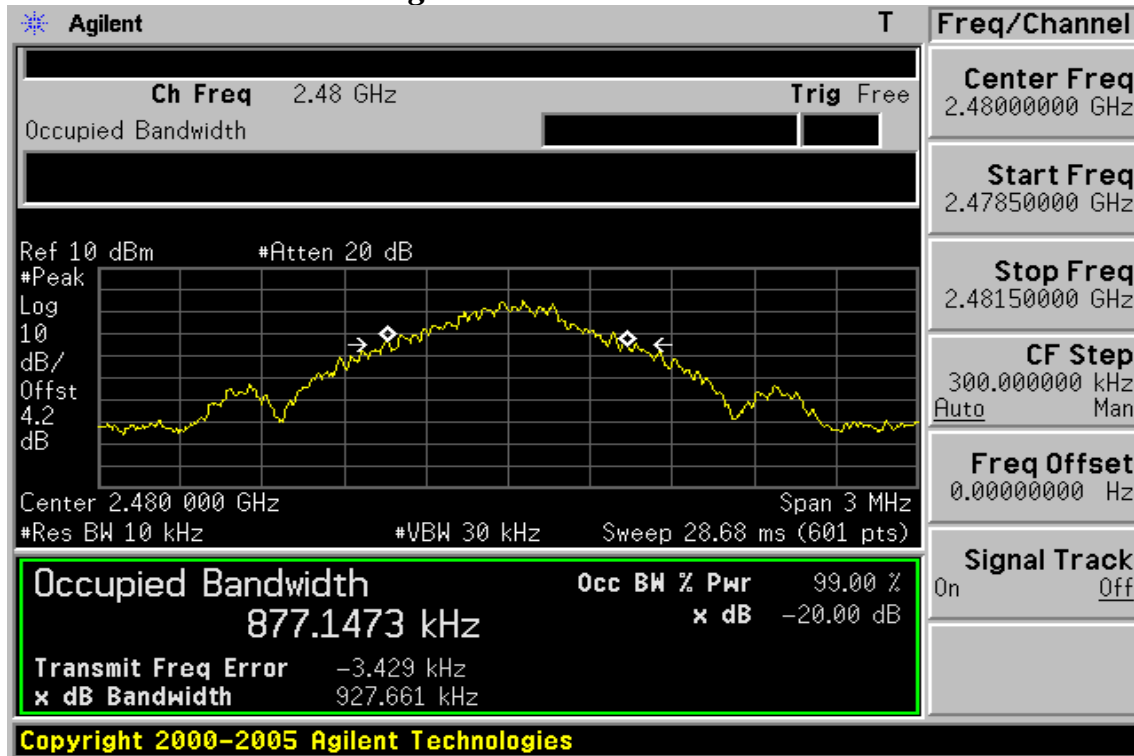 Agilent T
Ch Freq 2.48 GHz Trig Free
Occupied Bandwidth
Ref 10 dBm #Atten 20 dB
#Peak
Log
10
dB/
Offst
4.2
dB
Center 2.480 000 GHz Span 3 MHz
#Res BW 10 kHz #VBW 30 kHz Sweep 28.68 ms (601 pts)
Occupied Bandwidth Occ BW % Pwr 99.00 %
877.1473 kHz x dB -20.00 dB
Transmit Freq Error -3.429 kHz
x dB Bandwidth 927.661 kHz
Copyright 2000-2005 Agilent Technologies
Freq/Channel
Center Freq
2.48000000 GHz
Start Freq
2.47850000 GHz
Stop Freq
2.48150000 GHz
CF Step
300.000000 kHz
Auto Man
Freq Offset
0.00000000 Hz
Signal Track
On Off